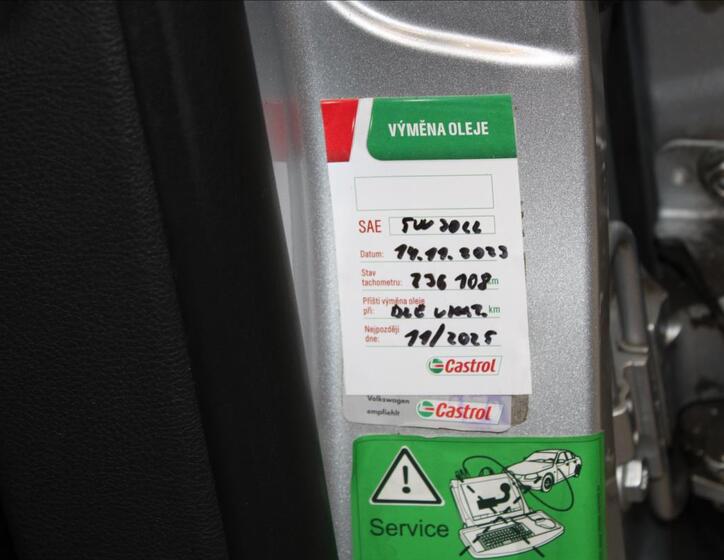 VÝMĚNA OLEJE
SAE 5W30LL
Datum: 14.11.2023
Stav tachometru: 236 108 km
Příští výměna oleje při: DLE UKAZ. km
Nejpozději dne: 11/2025
Castrol
Volkswagen
empfiehlt Castrol
Service